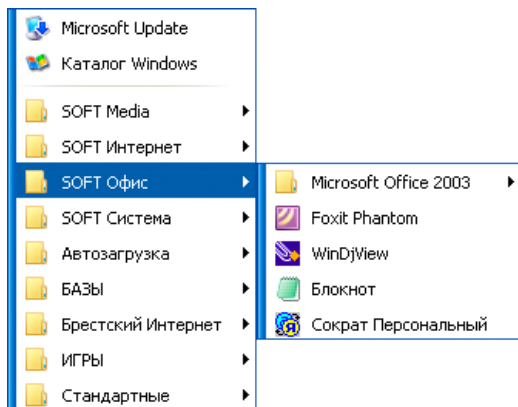 Microsoft Update
Каталог Windows
SOFT Media
SOFT Интернет
SOFT Офис
SOFT Система
Автозагрузка
БАЗЫ
Брестский Интернет
ИГРЫ
Стандартные
Microsoft Office 2003
Foxit Phantom
WinDjView
Блокнот
Сократ Персональный